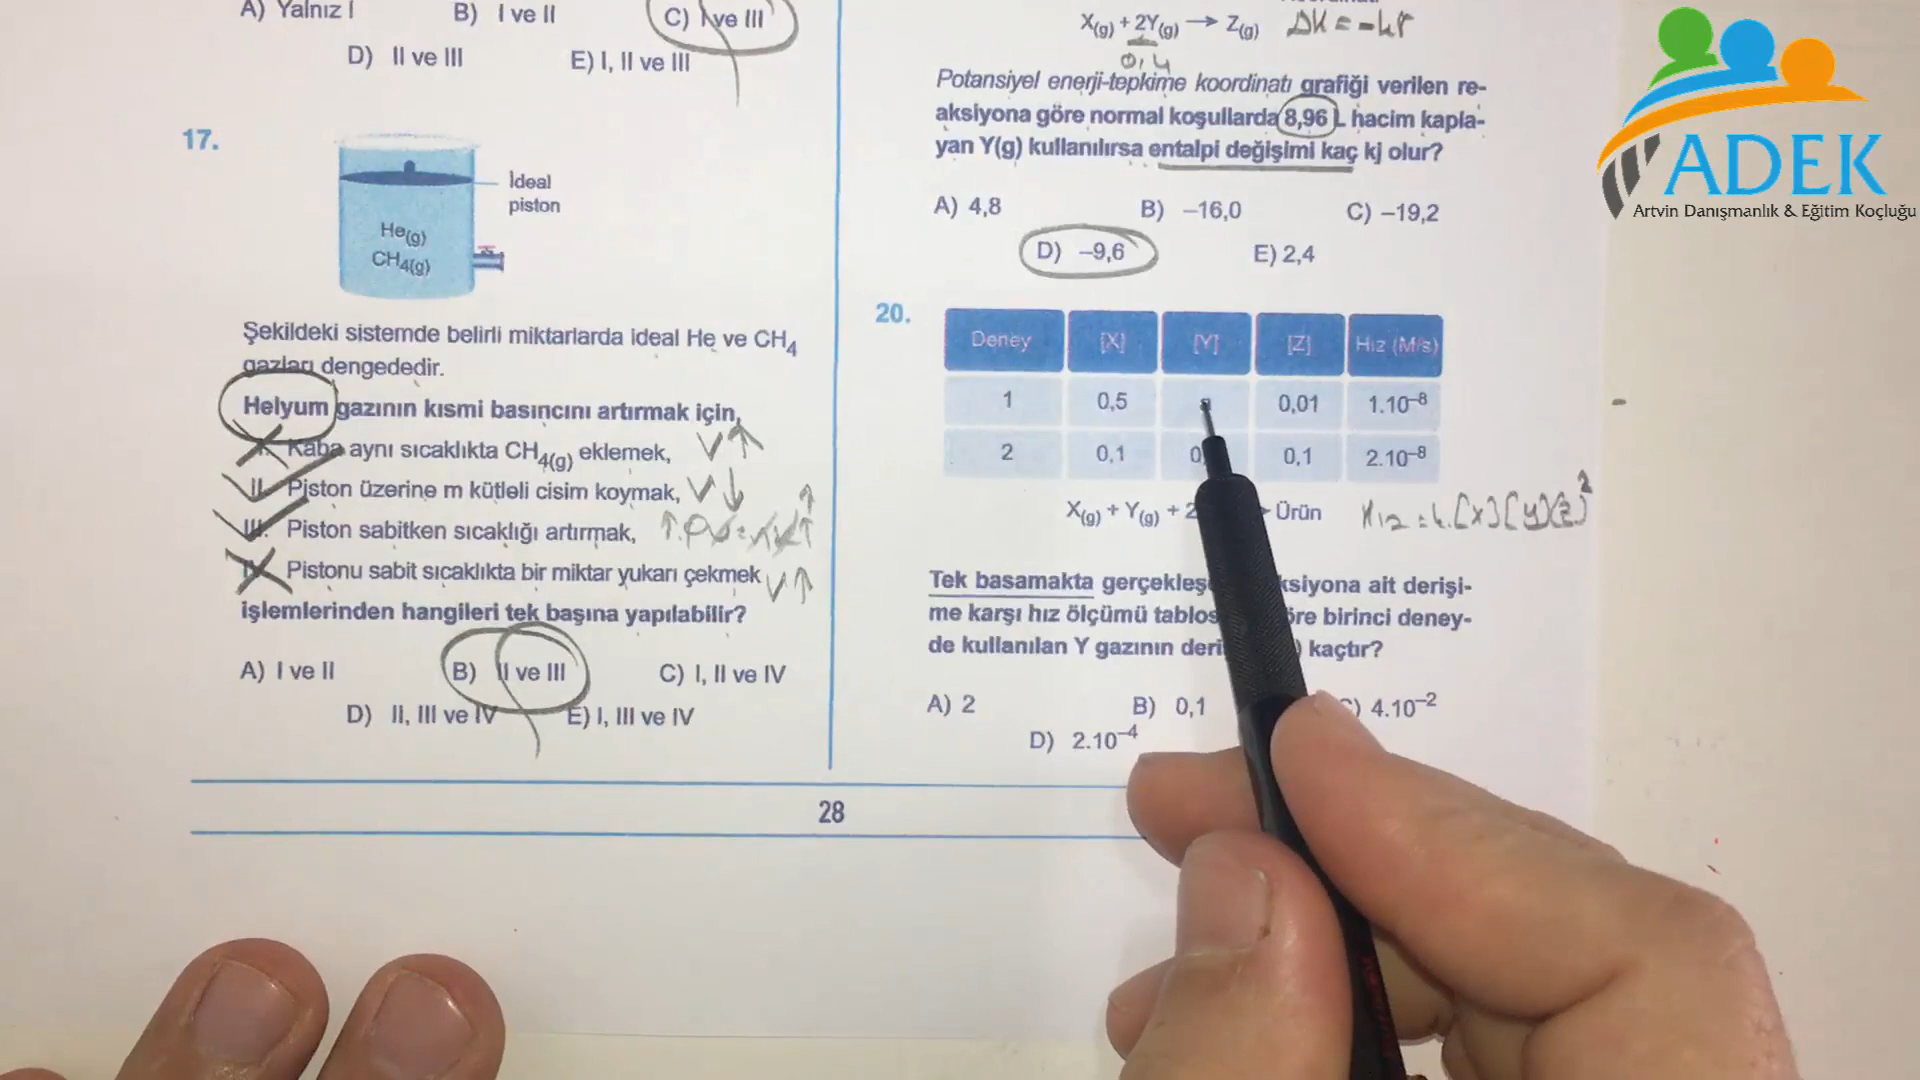 A) Yalnız I B) I ve II C) I ve III
D) II ve III E) I, II ve III
17.
İdeal
piston
He(g)
CH4(g)
Şekildeki sistemde belirli miktarlarda ideal He ve CH4
gazları dengededir.
Helyum gazının kısmi basıncını artırmak için,
I. Kaba aynı sıcaklıkta CH4(g) eklemek, V ↑
II. Piston üzerine m kütleli cisim koymak, V ↓
III. Piston sabitken sıcaklığı artırmak,
IV. Pistonu sabit sıcaklıkta bir miktar yukarı çekmek V ↑
işlemlerinden hangileri tek başına yapılabilir?
A) I ve II B) II ve III C) I, II ve IV
D) Ii, III ve IV E) I, III ve IV
28
X(g) + 2Y(g) → Z(g)
0,4
Potansiyel enerji-tepkime koordinatı grafiği verilen re-
aksiyona göre normal koşullarda 8,96 L hacim kapla-
yan Y(g) kullanılırsa entalpi değişimi kaç kj olur?
A) 4,8 B) –16,0 C) –19,2
D) –9,6 E) 2,4
20.
Deney [X] [Y] [Z] Hız (M/s)
1 0,5 0,01 1.10–8
2 0,1 0,1 2.10–8
X(g) + Y(g) + 2 Ürün Hız = k.[X][Y][Z]2
Tek basamakta
me karşı hız ölçümü birinci deney-
de kullanılan Y gazının kaçtır?
A) 2 B) 0,1 4.10–2
D) 2.10–4
ADEK
Artvin Danışmanlık & Eğitim Koçluğu